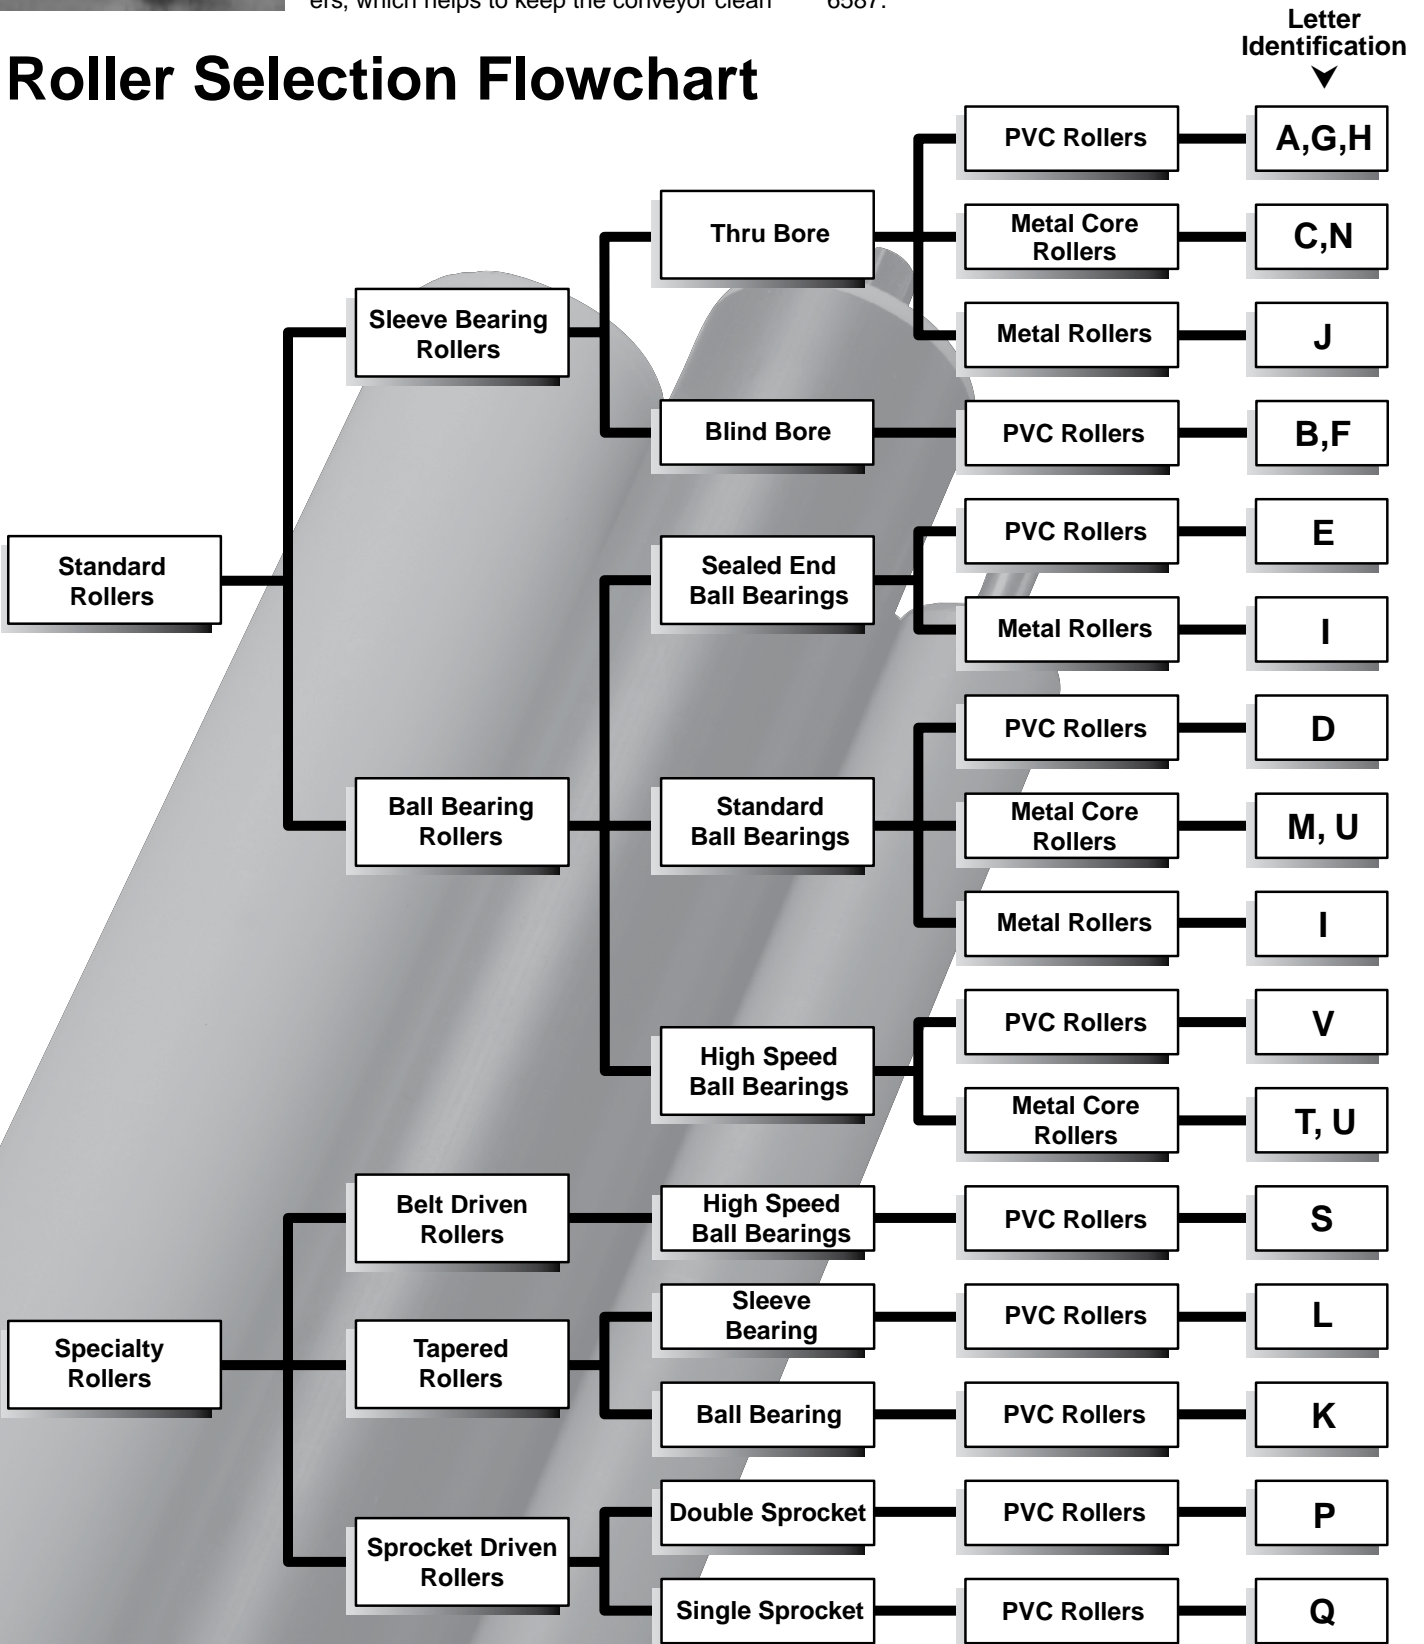 ers, which helps to keep the conveyor clean
6587.
Letter
Identification
Roller Selection Flowchart
PVC Rollers
A,G,H
Thru Bore
Metal Core
Rollers
C,N
Sleeve Bearing
Rollers
Metal Rollers
J
Blind Bore
PVC Rollers
B,F
Standard
Rollers
Sealed End
Ball Bearings
PVC Rollers
E
Metal Rollers
I
PVC Rollers
D
Ball Bearing
Rollers
Standard
Ball Bearings
Metal Core
Rollers
M, U
Metal Rollers
I
High Speed
Ball Bearings
PVC Rollers
V
Metal Core
Rollers
T, U
Belt Driven
Rollers
High Speed
Ball Bearings
PVC Rollers
S
Specialty
Rollers
Tapered
Rollers
Sleeve
Bearing
PVC Rollers
L
Ball Bearing
PVC Rollers
K
Sprocket Driven
Rollers
Double Sprocket
PVC Rollers
P
Single Sprocket
PVC Rollers
Q